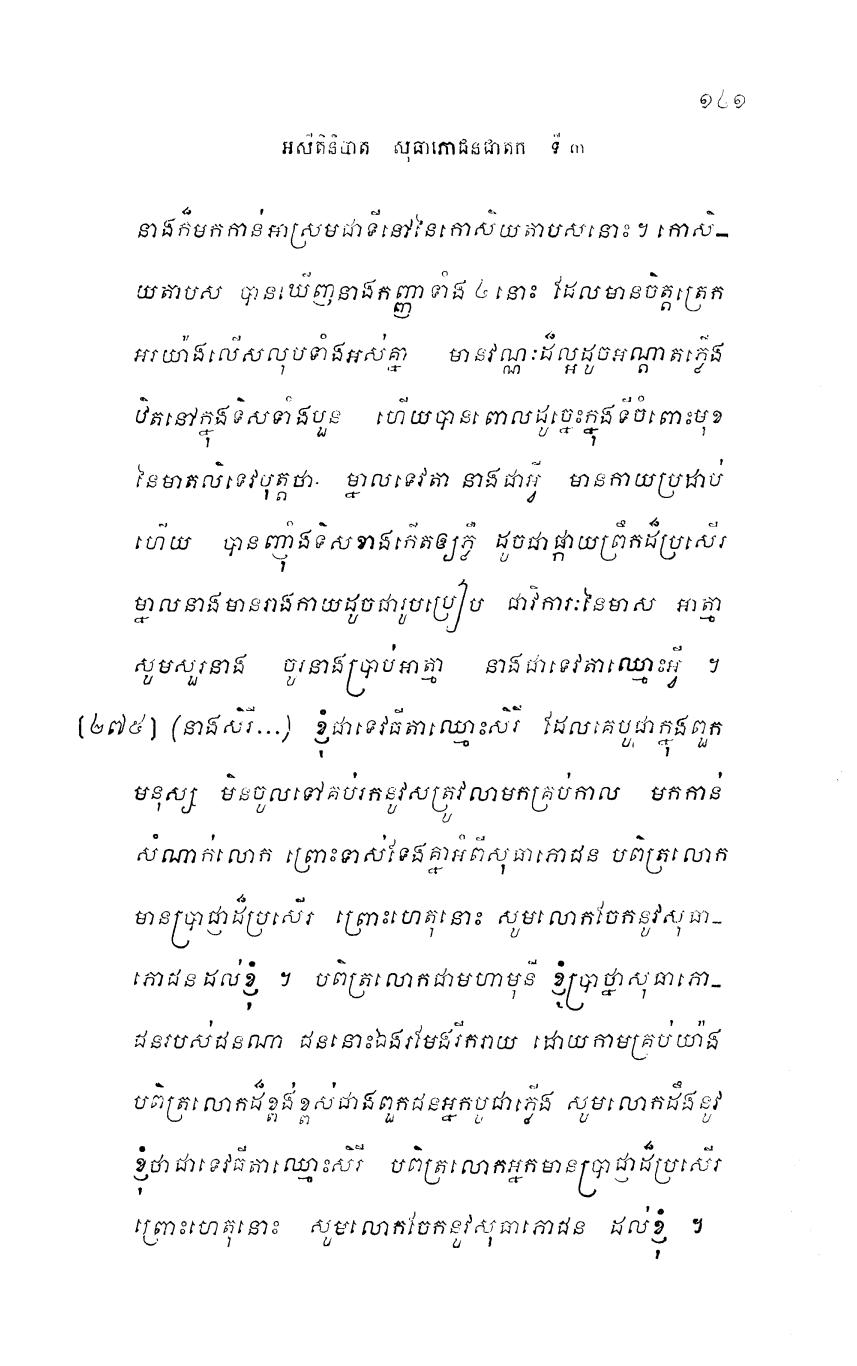 ១៤១
អសីតិនិបាត សុធាភោជនជាតក ទី ៣
នាងក៏មកកាន់អាស្រមជាទីនៅនៃកោសិយតាបសនោះ។ កោសិ-
យតាបស បានឃើញនាងកញ្ញាទាំង ៤ នោះ ដែលមានចិត្តត្រេក
អរយ៉ាងលើសលុបទាំងអស់គ្នា មានវណ្ណៈដ៏ល្អដូចអណ្តាតភ្លើង
ឋិតនៅក្នុងទិសទាំងបួន ហើយបានពោលដូច្នេះក្នុងទីចំពោះមុខ
នៃមាតលិទេវបុត្តថា ម្នាលទេវតា នាងជាអ្វី មានកាយប្រដាប់
ហើយ បានញ៉ាំងទិសខាងកើតឲ្យភ្លឺ ដូចជាផ្កាយព្រឹកដ៏ប្រសើរ
ម្នាលនាងមានរាងកាយដូចជារូបប្រៀប ជាវិការៈនៃមាស អាត្មា
សូមសួរនាង ចូរនាងប្រាប់អាត្មា នាងជាទេវតាឈ្មោះអ្វី ។
[២៧៥] (នាងសិរី...) ខ្ញុំជាទេវធីតាឈ្មោះសិរី ដែលគេបូជាក្នុងពួក
មនុស្ស មិនចូលទៅគប់រកនូវសត្រូវលាមកគ្រប់កាល មកកាន់
សំណាក់លោក ព្រោះទាស់ទែងគ្នាអំពីសុធាភោជន បពិត្រលោក
មានប្រាជ្ញាដ៏ប្រសើរ ព្រោះហេតុនោះ សូមលោកចែកនូវសុធា-
ភោជនដល់ខ្ញុំ ។ បពិត្រលោកជាមហាមុនី ខ្ញុំប្រាថ្នាសុធាភោ-
ជនរបស់ជនណា ជននោះឯងរមែងរីករាយ ដោយកាមគ្រប់យ៉ាង
បពិត្រលោកដ៏ខ្ពង់ខ្ពស់ជាងពួកជនអ្នកបូជាភ្លើង សូមលោកដឹងនូវ
ខ្ញុំថាជាទេវធីតាឈ្មោះសិរី បពិត្រលោកអ្នកមានប្រាជ្ញាដ៏ប្រសើរ
ព្រោះហេតុនោះ សូមលោកចែកនូវសុធាភោជន ដល់ខ្ញុំ ។